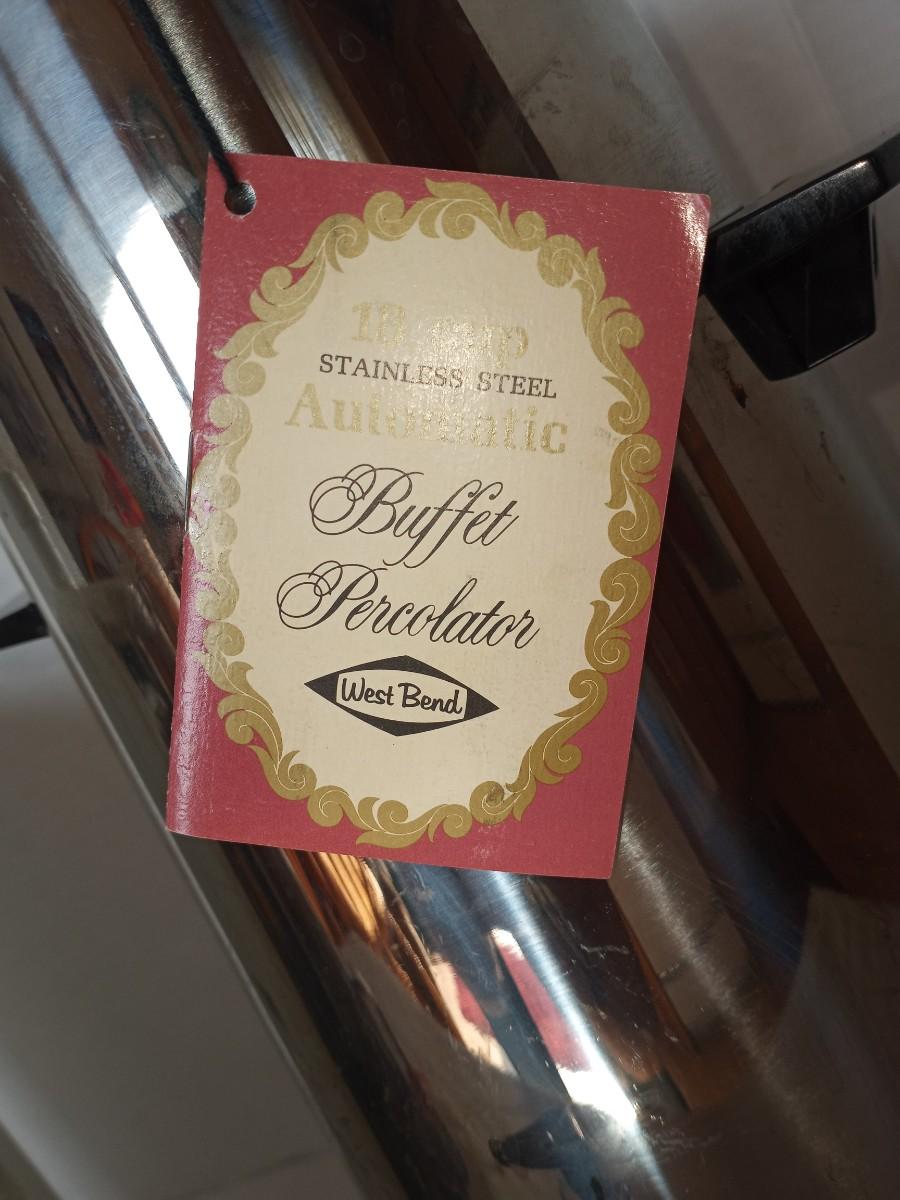 18 cup
STAINLESS STEEL
Automatic
Buffet
Percolator
West Bend